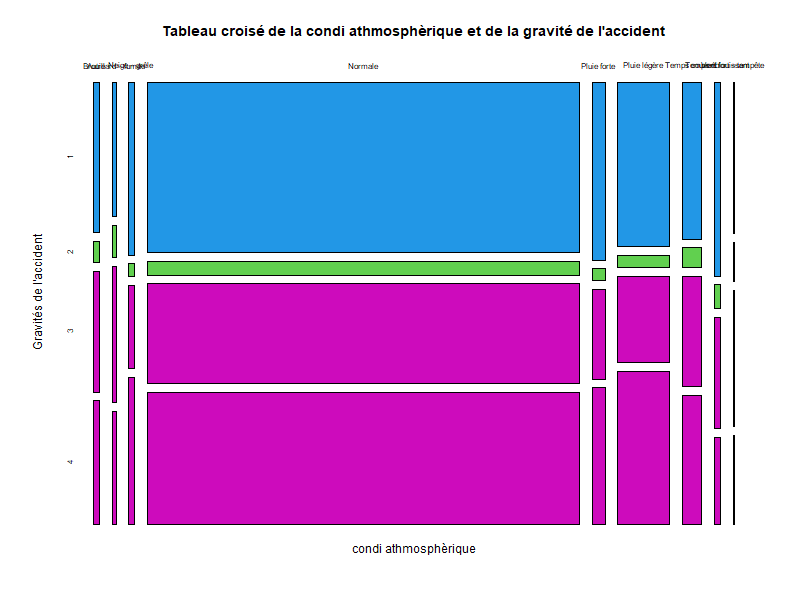 Tableau croisé de la condi athmosphèrique et de la gravité de l'accident
Normale Pluie forte Pluie légére
1
2
3
4
Gravités de l'accident
condi athmosphèrique